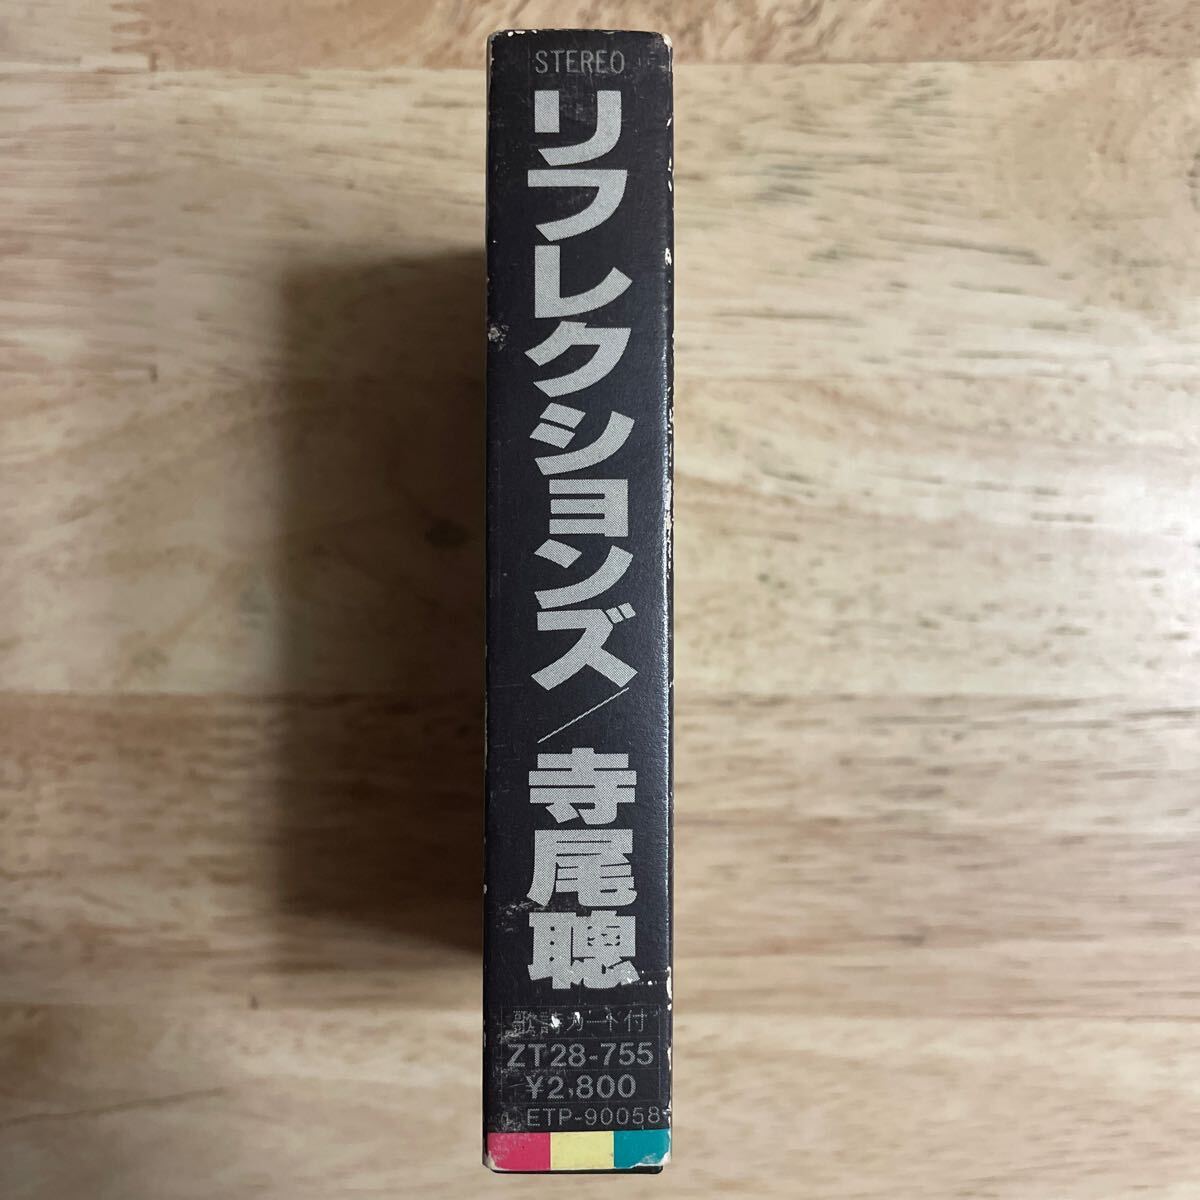 STEREO
リフレクションズ/寺尾聰
歌詩カード付
ZT28-755
¥2,800
ETP-90058